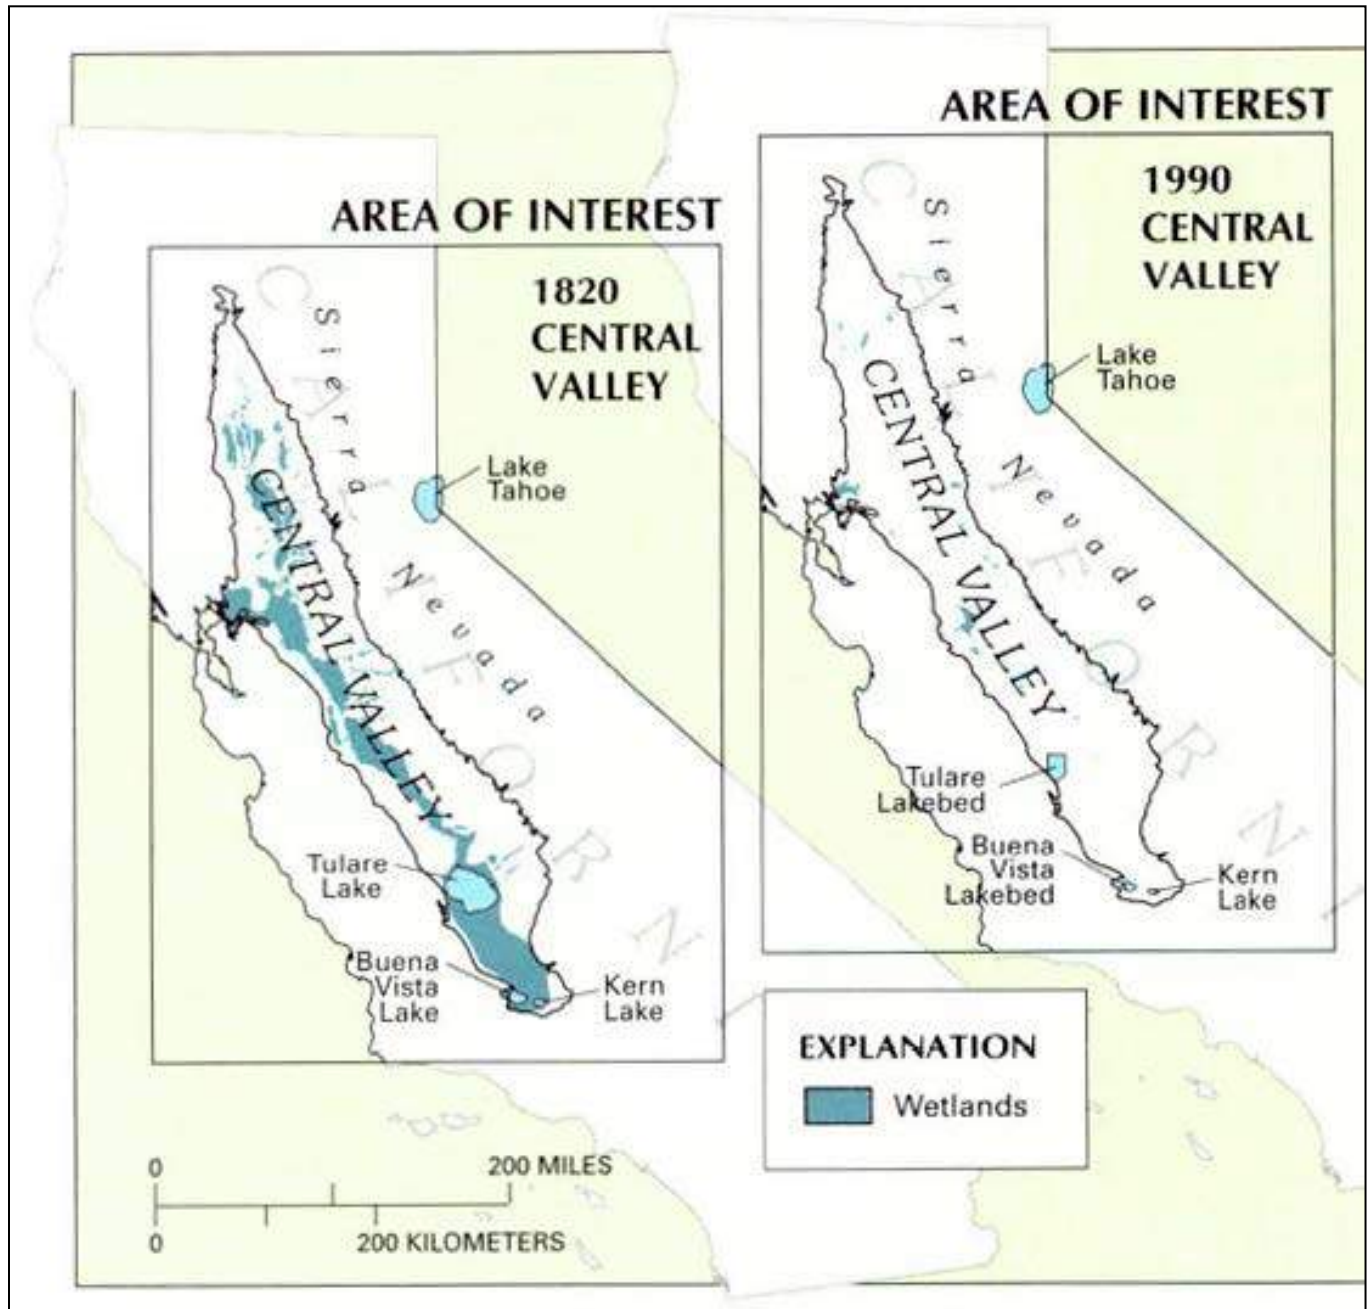 AREA OF INTEREST
1820
CENTRAL
VALLEY
CALIFORN
Sierra
Nevada
CENTRAL VALLEY
Lake
Tahoe
Tulare
Lake
Buena
Vista
Lake
Kern
Lake
AREA OF INTEREST
1990
CENTRAL
VALLEY
CALIFORNI
Sierra
Nevada
CENTRAL VALLEY
Lake
Tahoe
Tulare
Lakebed
Buena
Vista
Lakebed
Kern
Lake
EXPLANATION
Wetlands
0
200 MILES
0
200 KILOMETERS